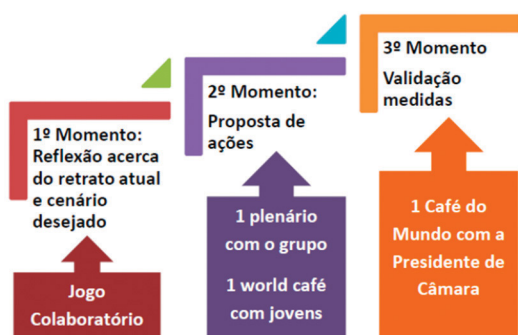 1º Momento:
Reflexão acerca
do retrato atual
e cenário
desejado
Jogo
Colaboratório
2º Momento:
Proposta de
ações
1 plenário
com o grupo
1 world café
com jovens
3º Momento
Validação
medidas
1 Café do
Mundo com a
Presidente de
Câmara